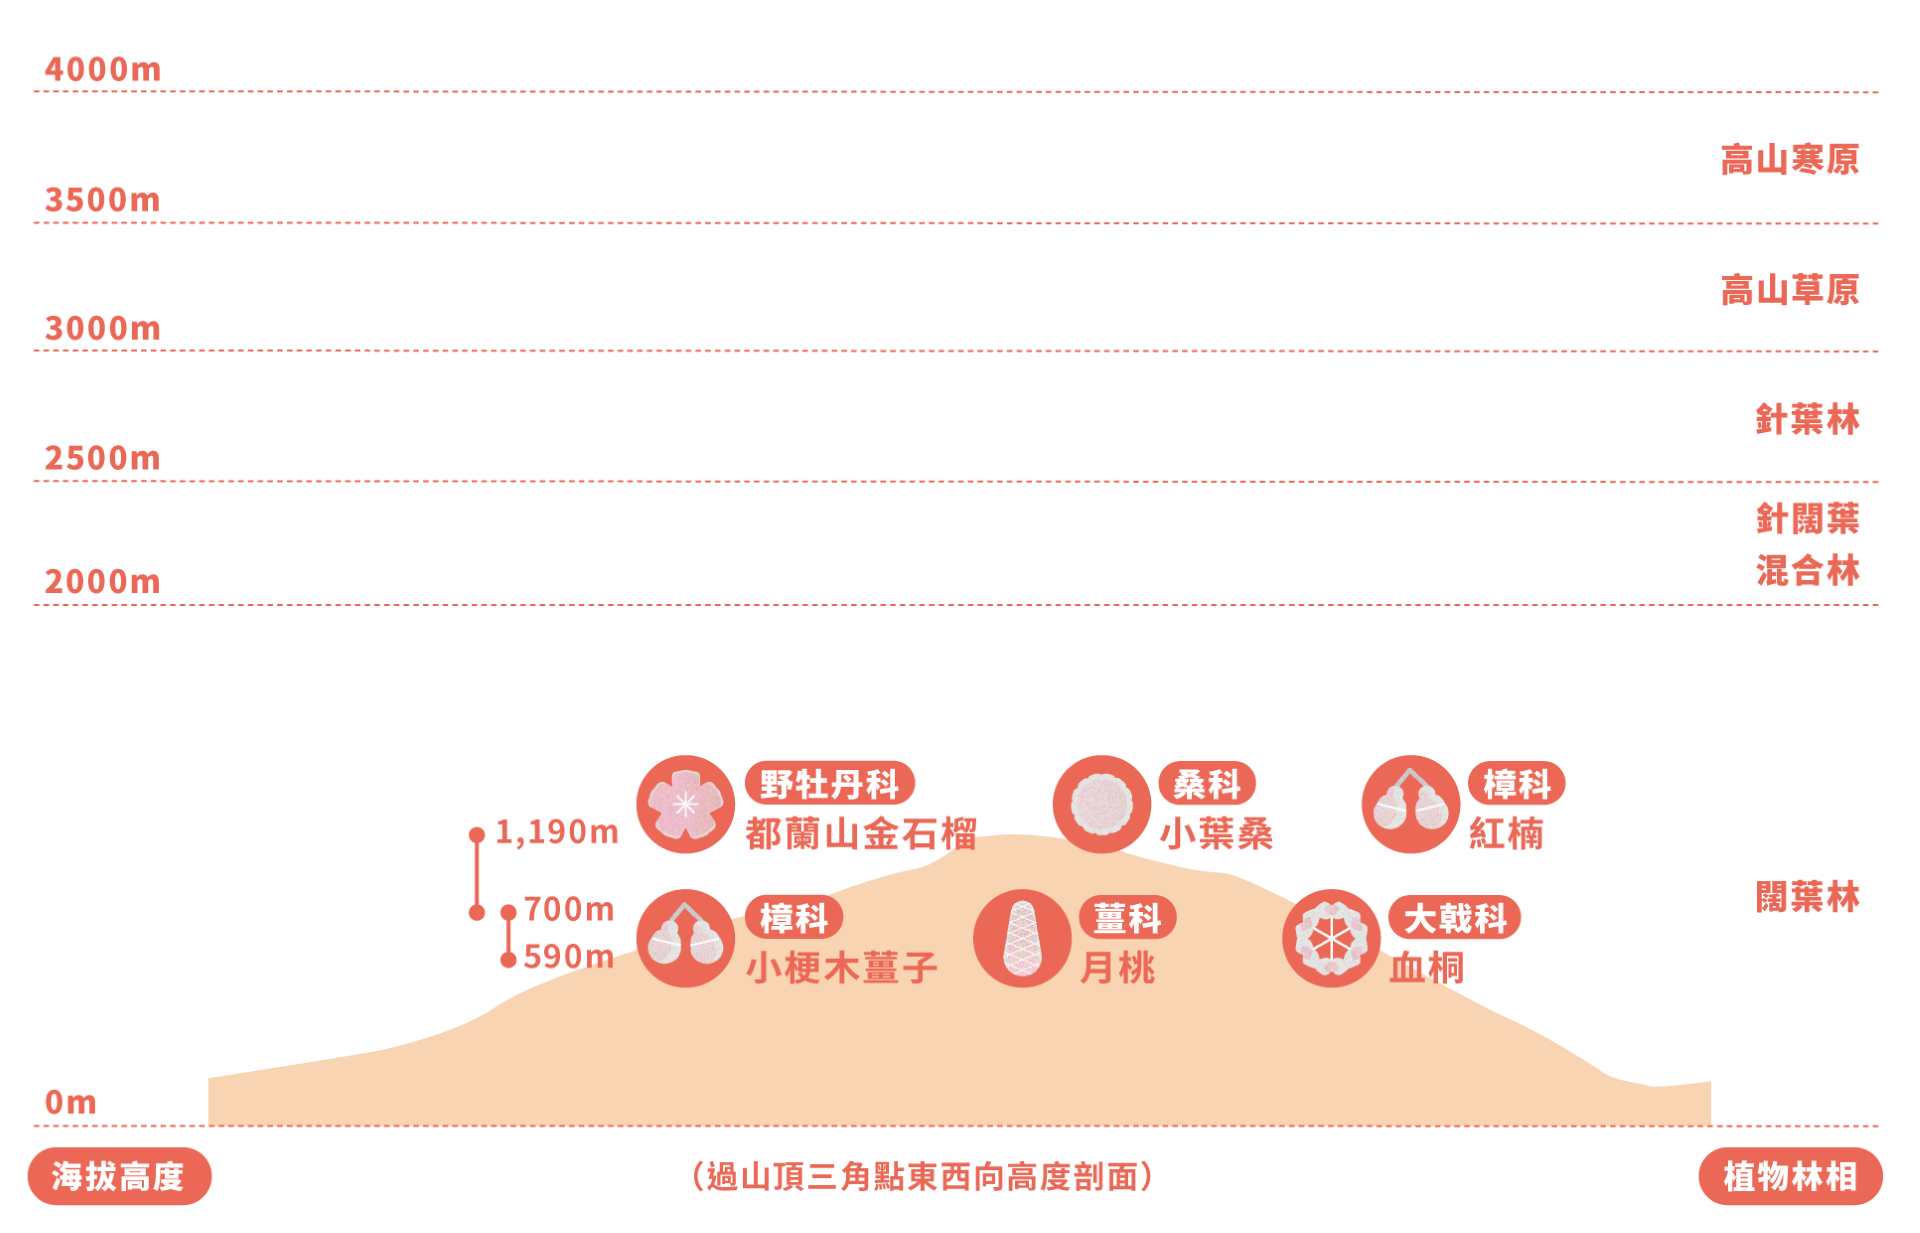 4000m
高山寒原
3500m
高山草原
3000m
針葉林
2500m
針闊葉
混合林
2000m
野牡丹科
都蘭山金石榴
桑科
小葉桑
樟科
紅楠
1,190m
700m
590m
樟科
小梗木薑子
薑科
月桃
大戟科
血桐
闊葉林
0m
海拔高度
（過山頂三角點東西向高度剖面）
植物林相